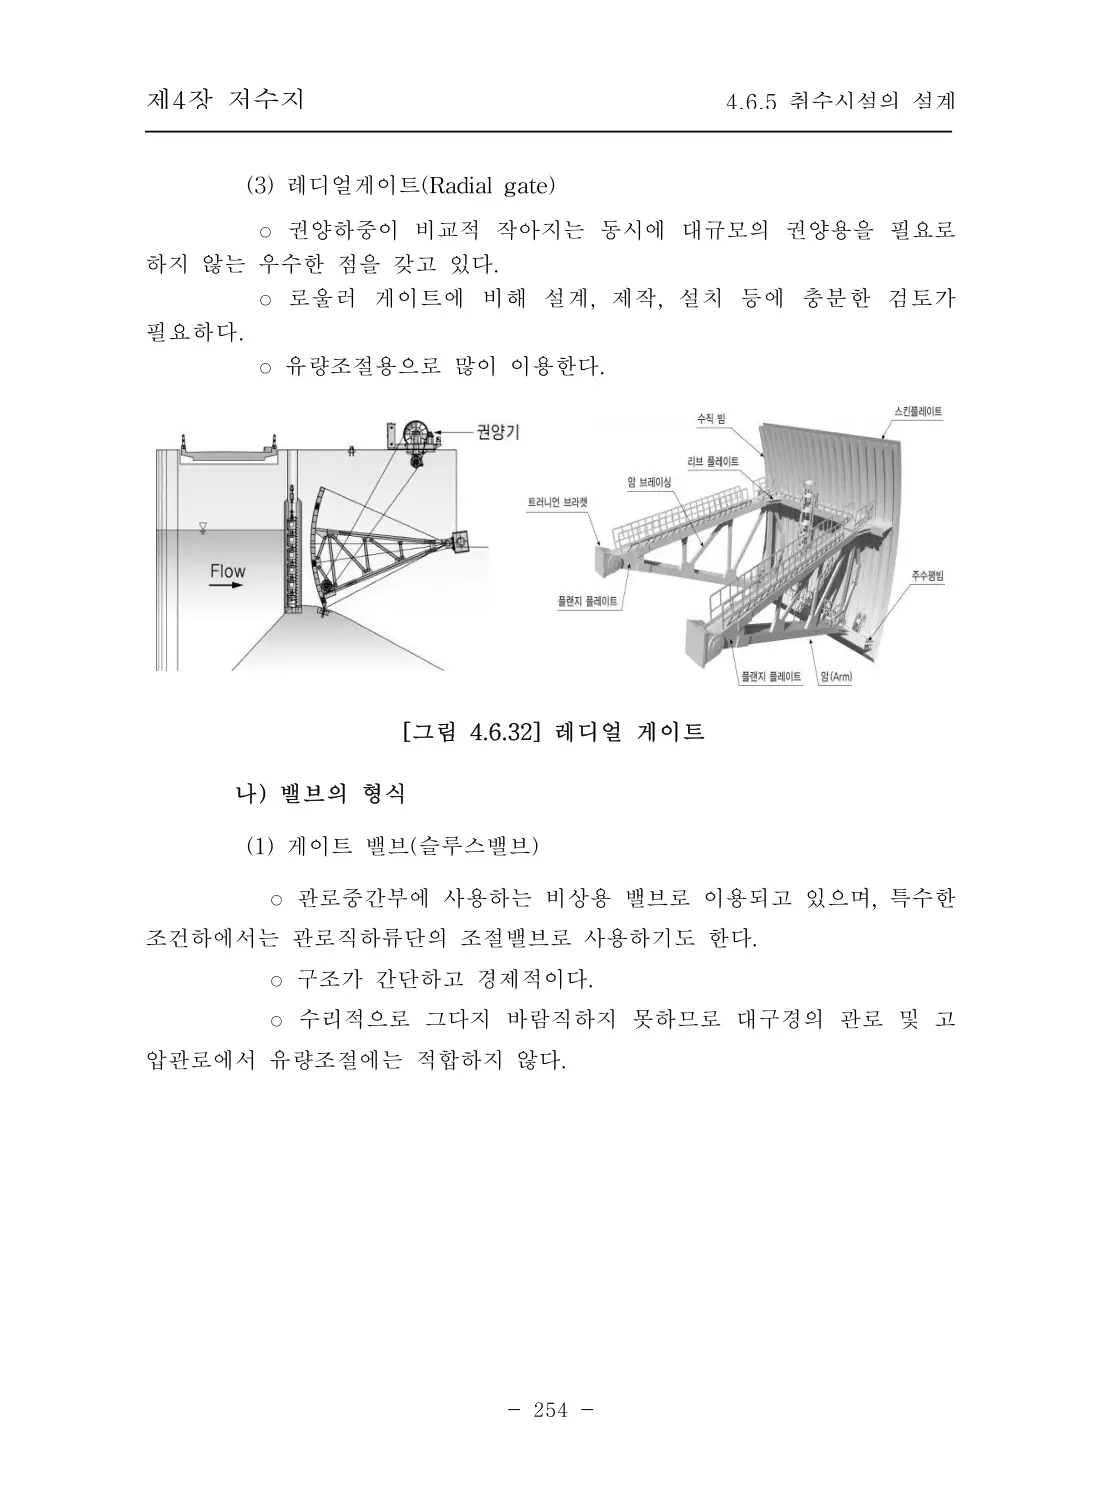 제4장 저수지
4.6.5 취수시설의 설계
(3) 레디얼게이트(Radial gate)
○ 권양하중이 비교적 작아지는 동시에 대규모의 권양용을 필요로
하지 않는 우수한 점을 갖고 있다.
○ 로울러 게이트에 비해 설계, 제작, 설치 등에 충분한 검토가
필요하다.
○ 유량조절용으로 많이 이용한다.
권양기
Flow
스킨플레이트
수직 빔
리브 플레이트
암 브레이싱
트러니언 브라켓
주수평빔
플랜지 플레이트
플랜지 플레이트
암(Arm)
[그림 4.6.32] 레디얼 게이트
나) 밸브의 형식
(1) 게이트 밸브(슬루스밸브)
○ 관로중간부에 사용하는 비상용 밸브로 이용되고 있으며, 특수한
조건하에서는 관로직하류단의 조절밸브로 사용하기도 한다.
○ 구조가 간단하고 경제적이다.
○ 수리적으로 그다지 바람직하지 못하므로 대구경의 관로 및 고
압관로에서 유량조절에는 적합하지 않다.
- 254 -